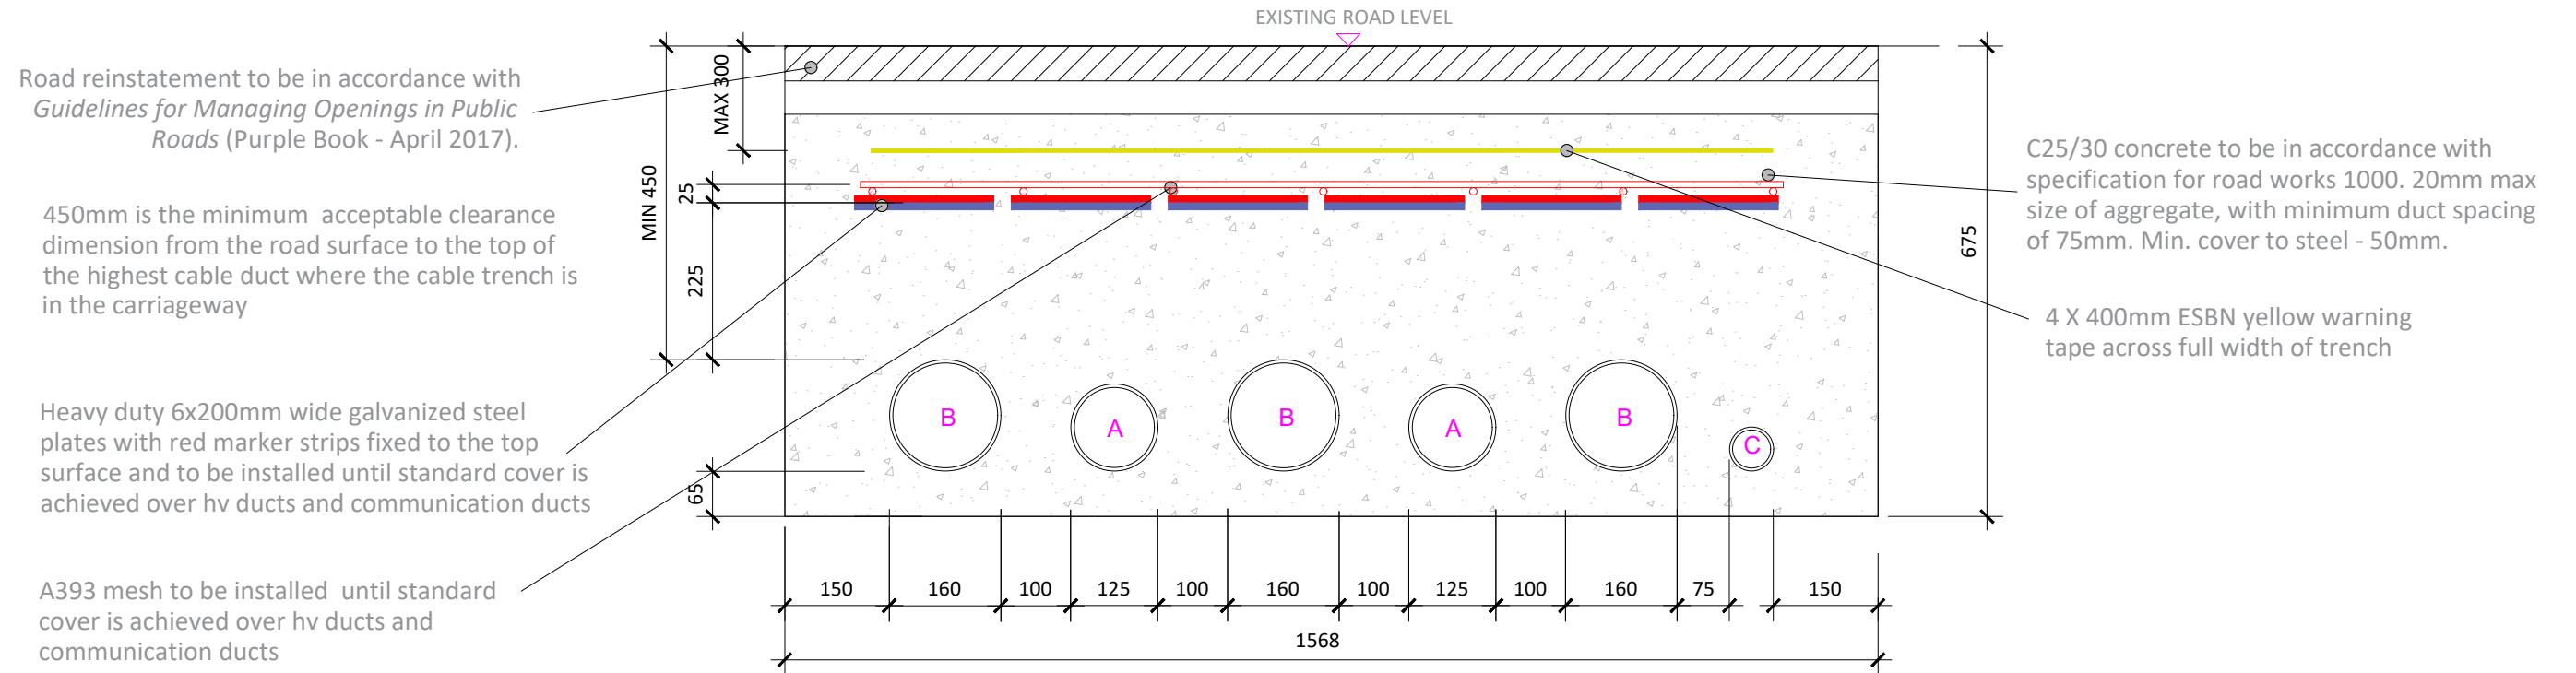 EXISTING ROAD LEVEL
Road reinstatement to be in accordance with
Guidelines for Managing Openings in Public
Roads (Purple Book - April 2017).
450mm is the minimum acceptable clearance
dimension from the road surface to the top of
the highest cable duct where the cable trench is
in the carriageway
Heavy duty 6x200mm wide galvanized steel
plates with red marker strips fixed to the top
surface and to be installed until standard cover is
achieved over hv ducts and communication ducts
A393 mesh to be installed until standard
cover is achieved over hv ducts and
communication ducts
MIN 450
MAX 300
25
225
65
B
A
B
A
B
C
150
160
100
125
100
160
100
125
100
160
75
150
1568
675
C25/30 concrete to be in accordance with
specification for road works 1000. 20mm max
size of aggregate, with minimum duct spacing
of 75mm. Min. cover to steel - 50mm.
4 X 400mm ESBN yellow warning
tape across full width of trench